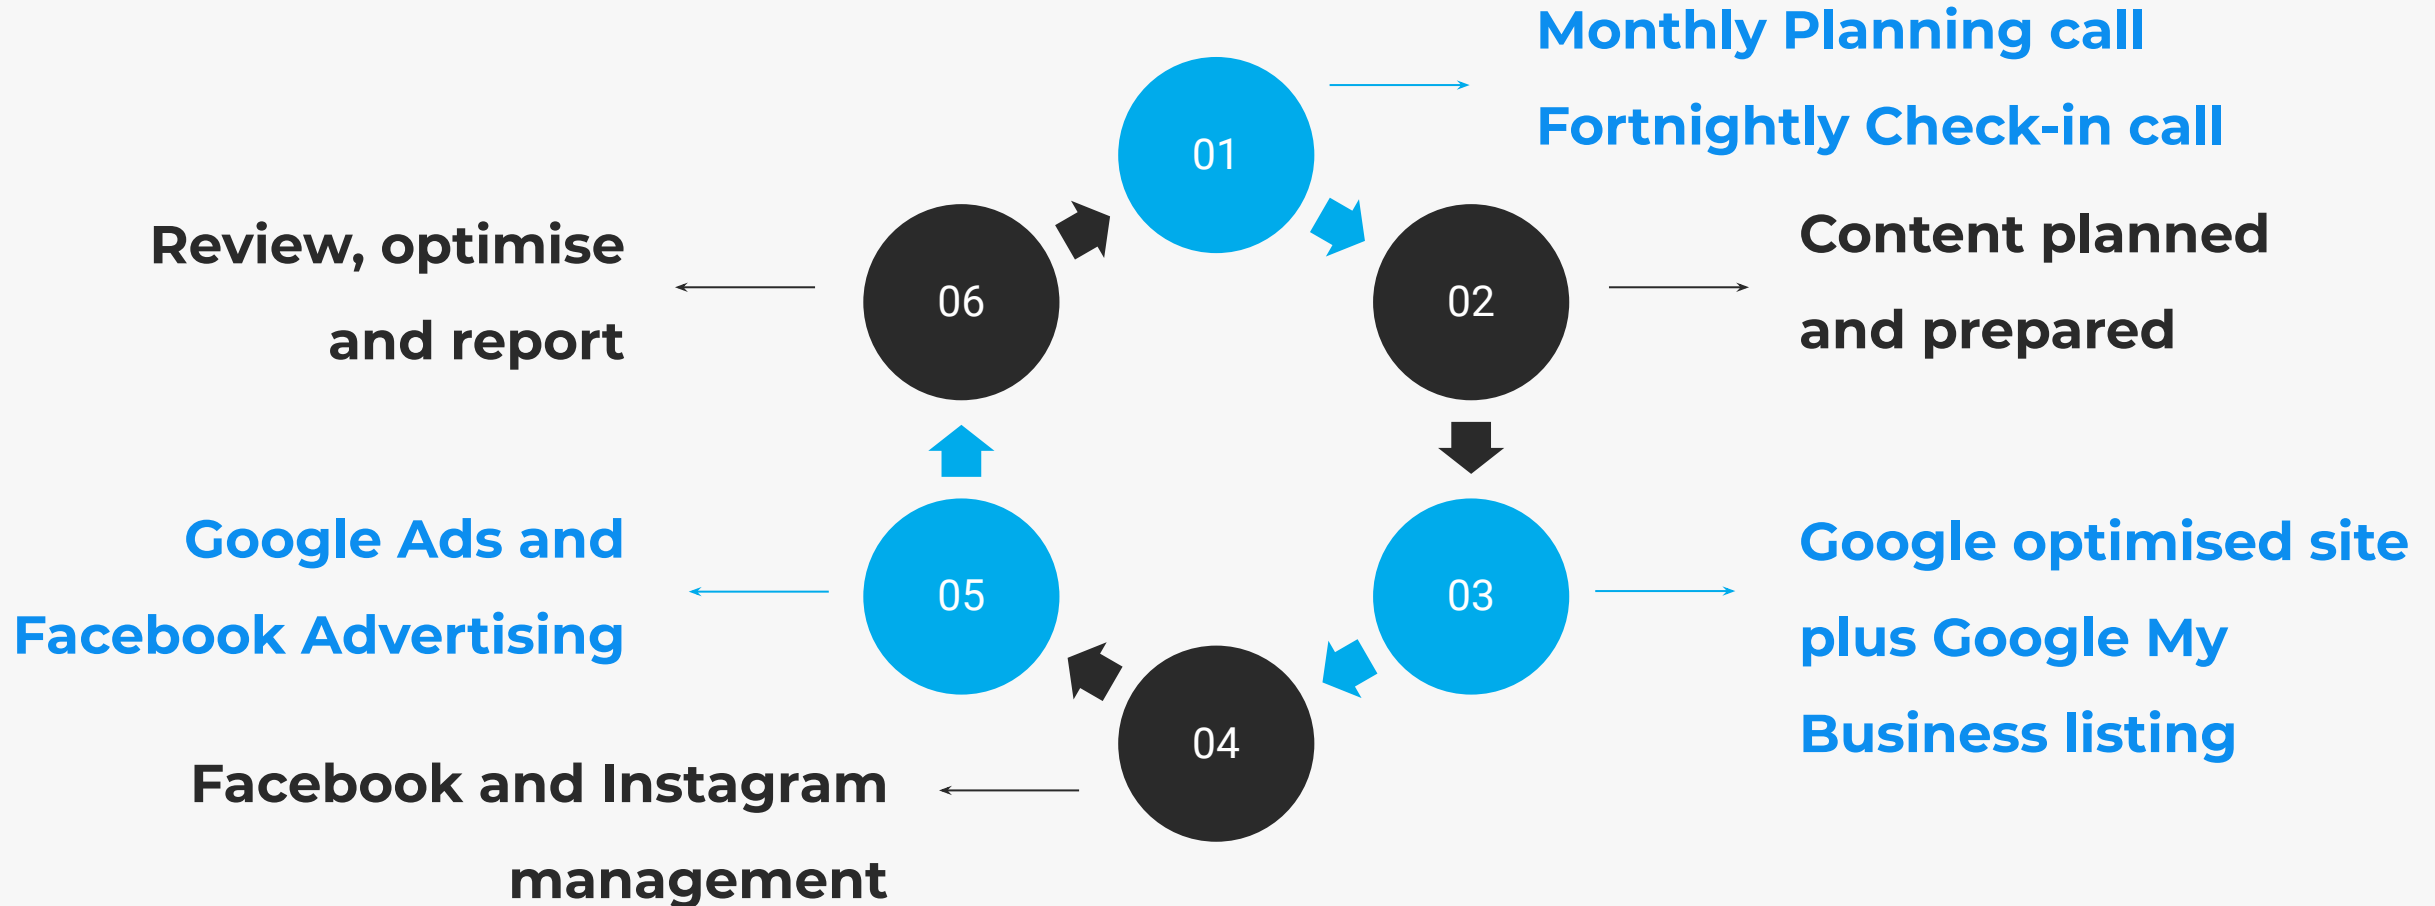 01
Monthly Planning call
Fortnightly Check-in call
02
Content planned
and prepared
03
Google optimised site
plus Google My
Business listing
04
Facebook and Instagram
management
05
Google Ads and
Facebook Advertising
06
Review, optimise
and report